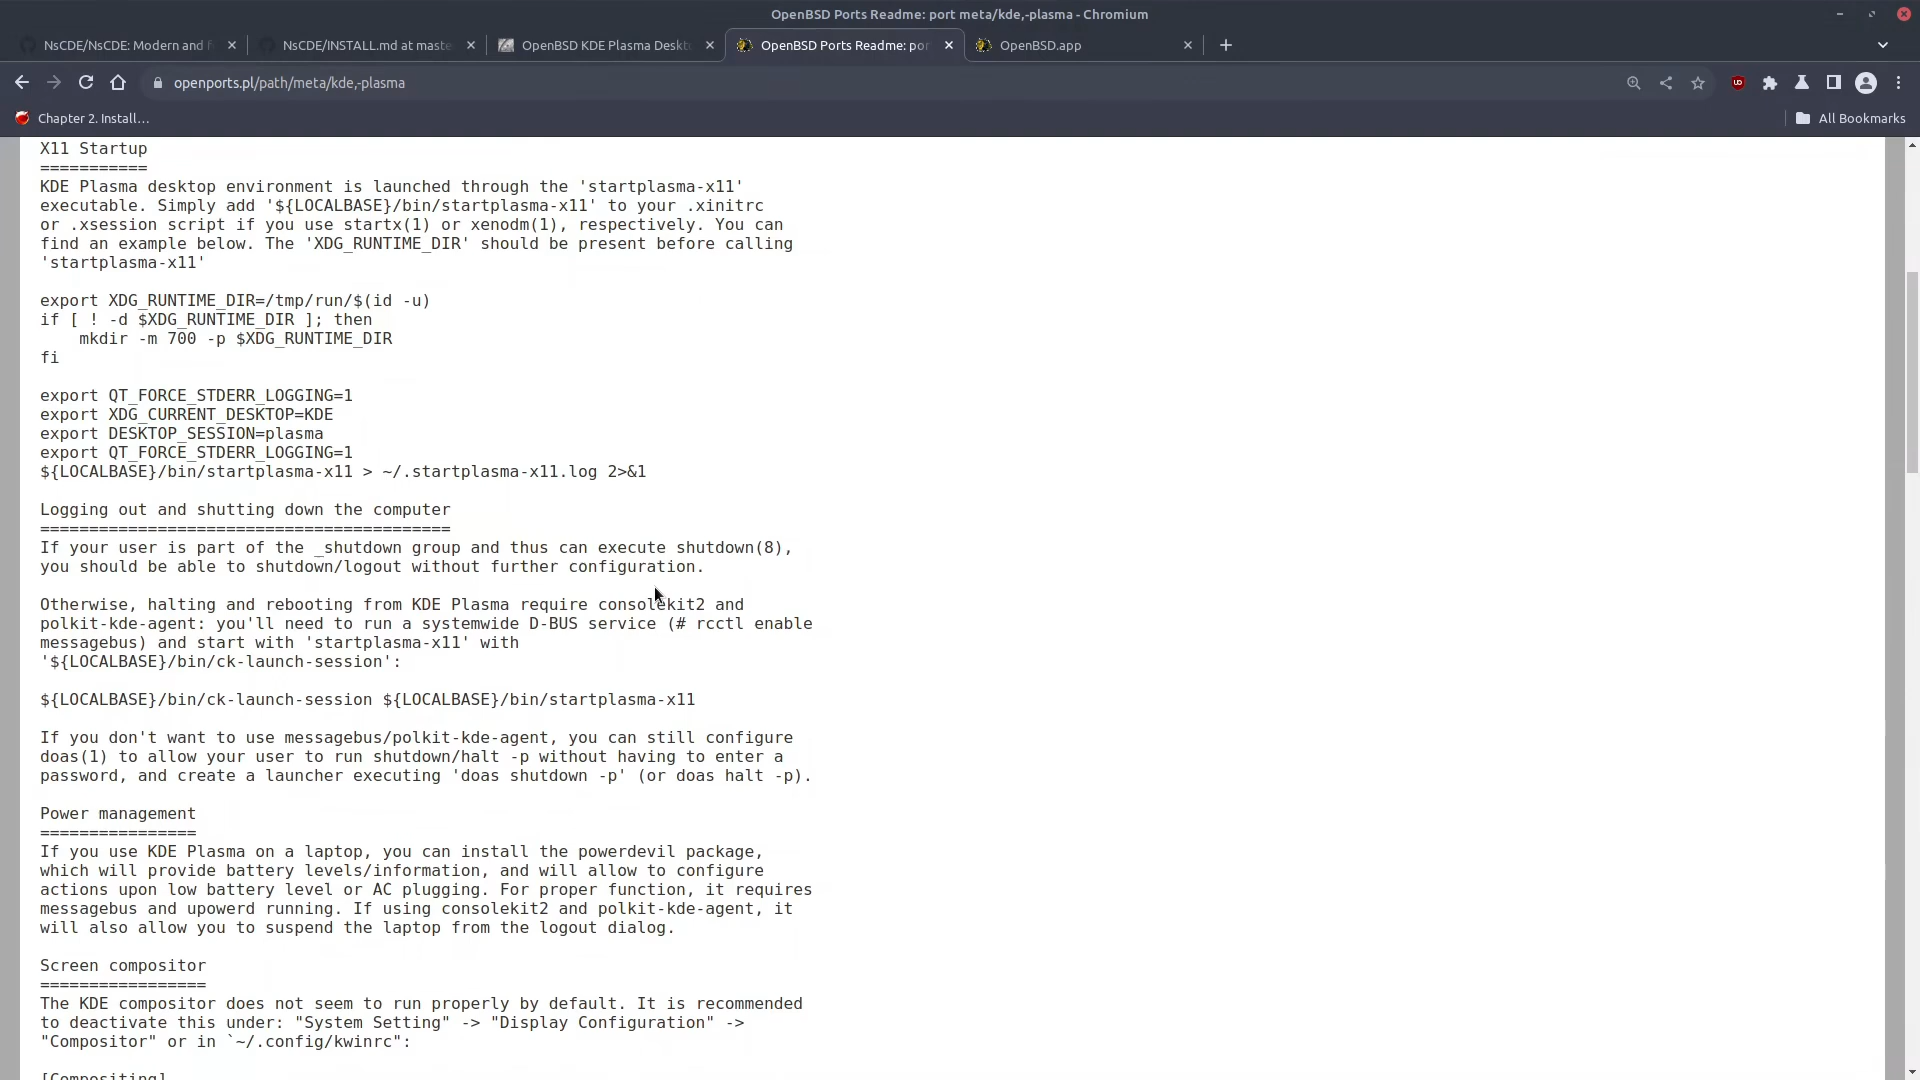 OpenBSD Ports Readme: port meta/kde,-plasma - Chromium
NsCDE/NsCDE: Modern and f
NsCDE/INSTALL.md at maste
OpenBSD KDE Plasma Deskt
OpenBSD Ports Readme: por
OpenBSD.app
openports.pl/path/meta/kde,-plasma
Chapter 2. Install…
All Bookmarks
X11 Startup
===========
KDE Plasma desktop environment is launched through the 'startplasma-x11'
executable. Simply add '${LOCALBASE}/bin/startplasma-x11' to your .xinitrc
or .xsession script if you use startx(1) or xenodm(1), respectively. You can
find an example below. The 'XDG_RUNTIME_DIR' should be present before calling
'startplasma-x11'
export XDG_RUNTIME_DIR=/tmp/run/$(id -u)
if [ ! -d $XDG_RUNTIME_DIR ]; then
    mkdir -m 700 -p $XDG_RUNTIME_DIR
fi
export QT_FORCE_STDERR_LOGGING=1
export XDG_CURRENT_DESKTOP=KDE
export DESKTOP_SESSION=plasma
export QT_FORCE_STDERR_LOGGING=1
${LOCALBASE}/bin/startplasma-x11 > ~/.startplasma-x11.log 2>&1
Logging out and shutting down the computer
==========================================
If your user is part of the _shutdown group and thus can execute shutdown(8),
you should be able to shutdown/logout without further configuration.
Otherwise, halting and rebooting from KDE Plasma require consolekit2 and
polkit-kde-agent: you'll need to run a systemwide D-BUS service (# rcctl enable
messagebus) and start with 'startplasma-x11' with
'${LOCALBASE}/bin/ck-launch-session':
${LOCALBASE}/bin/ck-launch-session ${LOCALBASE}/bin/startplasma-x11
If you don't want to use messagebus/polkit-kde-agent, you can still configure
doas(1) to allow your user to run shutdown/halt -p without having to enter a
password, and create a launcher executing 'doas shutdown -p' (or doas halt -p).
Power management
================
If you use KDE Plasma on a laptop, you can install the powerdevil package,
which will provide battery levels/information, and will allow to configure
actions upon low battery level or AC plugging. For proper function, it requires
messagebus and upowerd running. If using consolekit2 and polkit-kde-agent, it
will also allow you to suspend the laptop from the logout dialog.
Screen compositor
=================
The KDE compositor does not seem to run properly by default. It is recommended
to deactivate this under: "System Setting" -> "Display Configuration" ->
"Compositor" or in `~/.config/kwinrc":
[Compositing]